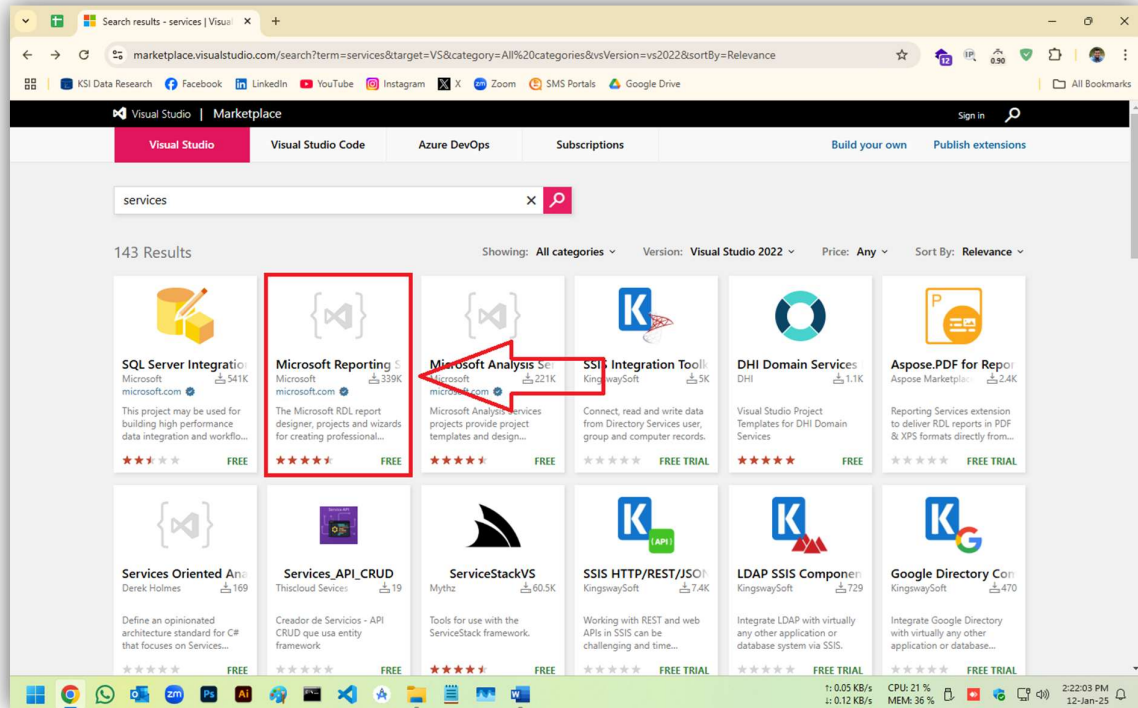 Search results - services | Visual
marketplace.visualstudio.com/search?term=services&target=VS&category=All%20categories&vsVersion=vs2022&sortBy=Relevance
12
IP
0.90
KSI Data Research Facebook LinkedIn YouTube Instagram X Zoom SMS Portals Google Drive All Bookmarks
Visual Studio | Marketplace Sign in
Visual Studio Visual Studio Code Azure DevOps Subscriptions Build your own Publish extensions
services
143 Results Showing: All categories Version: Visual Studio 2022 Price: Any Sort By: Relevance
SQL Server Integration
Microsoft 541K
microsoft.com
This project may be used for
building high performance
data integration and workflo...
FREE
Microsoft Reporting S
Microsoft 339K
microsoft.com
The Microsoft RDL report
designer, projects and wizards
for creating professional...
FREE
Microsoft Analysis Ser
Microsoft 221K
microsoft.com
Microsoft Analysis Services
projects provide project
templates and design...
FREE
K
SSIS Integration Toolk
KingswaySoft 5K
Connect, read and write data
from Directory Services user,
group and computer records.
FREE TRIAL
DHI Domain Services
DHI 1.1K
Visual Studio Project
Templates for DHI Domain
Services
FREE
P
Aspose.PDF for Repor
Aspose Marketplac 2.4K
Reporting Services extension
to deliver RDL reports in PDF
& XPS formats directly from...
FREE TRIAL
Services Oriented Ana
Derek Holmes 169
Define an opinionated
architecture standard for C#
that focuses on Services...
FREE
Services_API_CRUD
Thiscloud Sevices 19
Creador de Servicios - API
CRUD que usa entity
framework
FREE
ServiceStackVS
Mythz 60.5K
Tools for use with the
ServiceStack framework.
FREE
K
{API}
SSIS HTTP/REST/JSON
KingswaySoft 7.4K
Working with REST and web
APIs in SSIS can be
challenging and time...
FREE TRIAL
K
LDAP SSIS Componen
KingswaySoft 729
Integrate LDAP with virtually
any other application or
database system via SSIS.
FREE TRIAL
K
G
Google Directory Con
KingswaySoft 470
Integrate Google Directory
with virtually any other
application or database...
FREE TRIAL
zm Ps Ai
↑: 0.05 KB/s CPU: 21 % 2:22:03 PM
↓: 0.12 KB/s MEM: 36 % 12-Jan-25